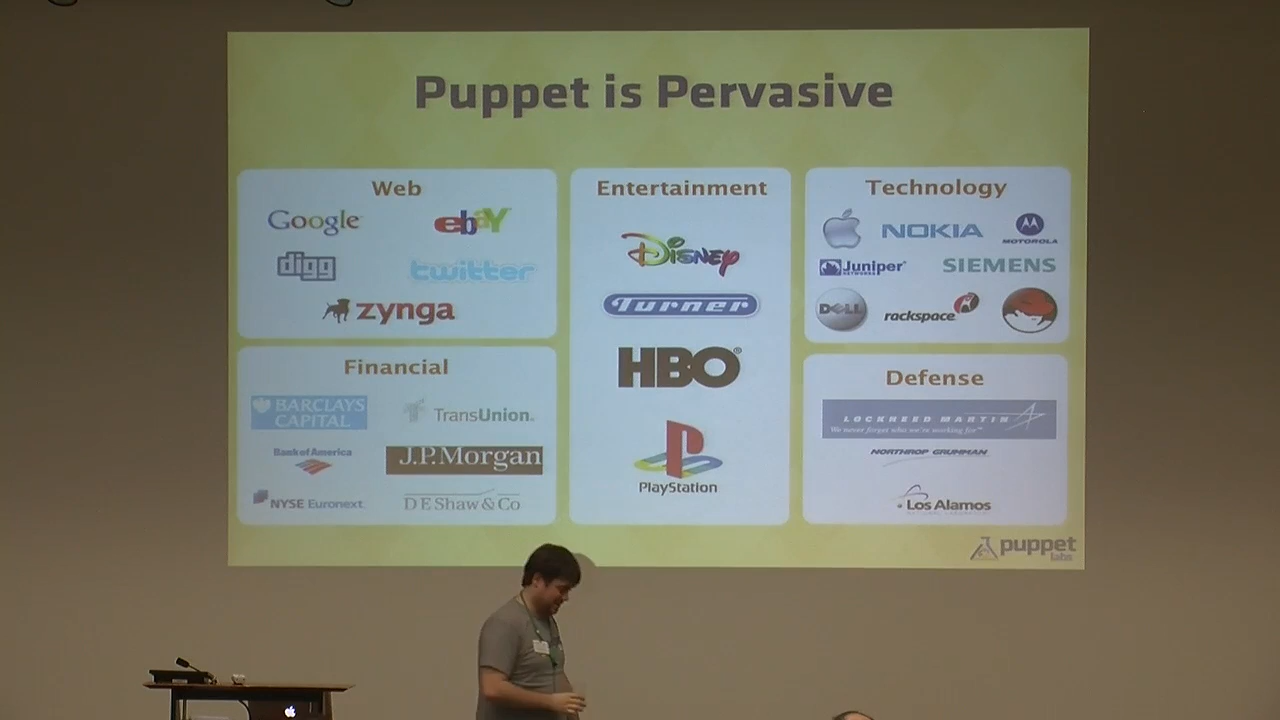 Puppet is Pervasive
Web
Google
ebaY
digg
twitter
zynga
Financial
BARCLAYS
CAPITAL
TransUnion.
Bank of America
J.P.Morgan
NYSE Euronext
D E Shaw & Co
Entertainment
Disney
Turner
HBO®
PlayStation
Technology
NOKIA
MOTOROLA
Juniper
NETWORKS
SIEMENS
DELL
rackspace
Defense
LOCKHEED MARTIN
We never forget who we're working for™
NORTHROP GRUMMAN
Los Alamos
puppet
labs